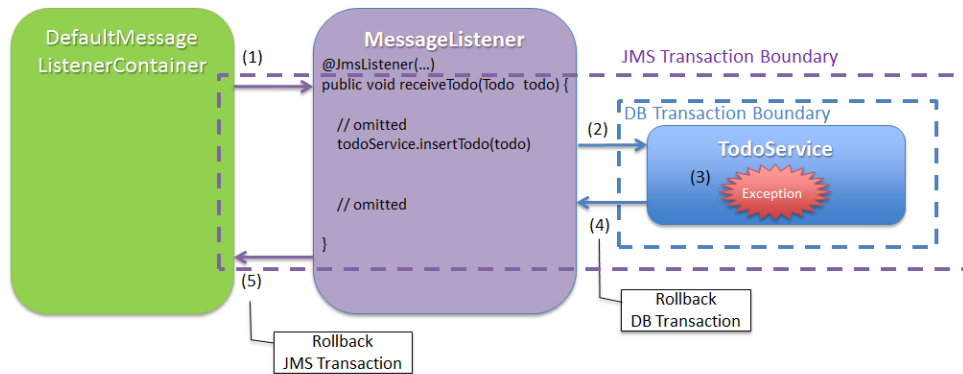 DefaultMessage
ListenerContainer
(1)
MessageListener
@JmsListener(...)
public void receiveTodo(Todo  todo) {
// omitted
todoService.insertTodo(todo)
// omitted
}
JMS Transaction Boundary
DB Transaction Boundary
(2)
TodoService
(3)
Exception
(4)
Rollback
DB Transaction
(5)
Rollback
JMS Transaction